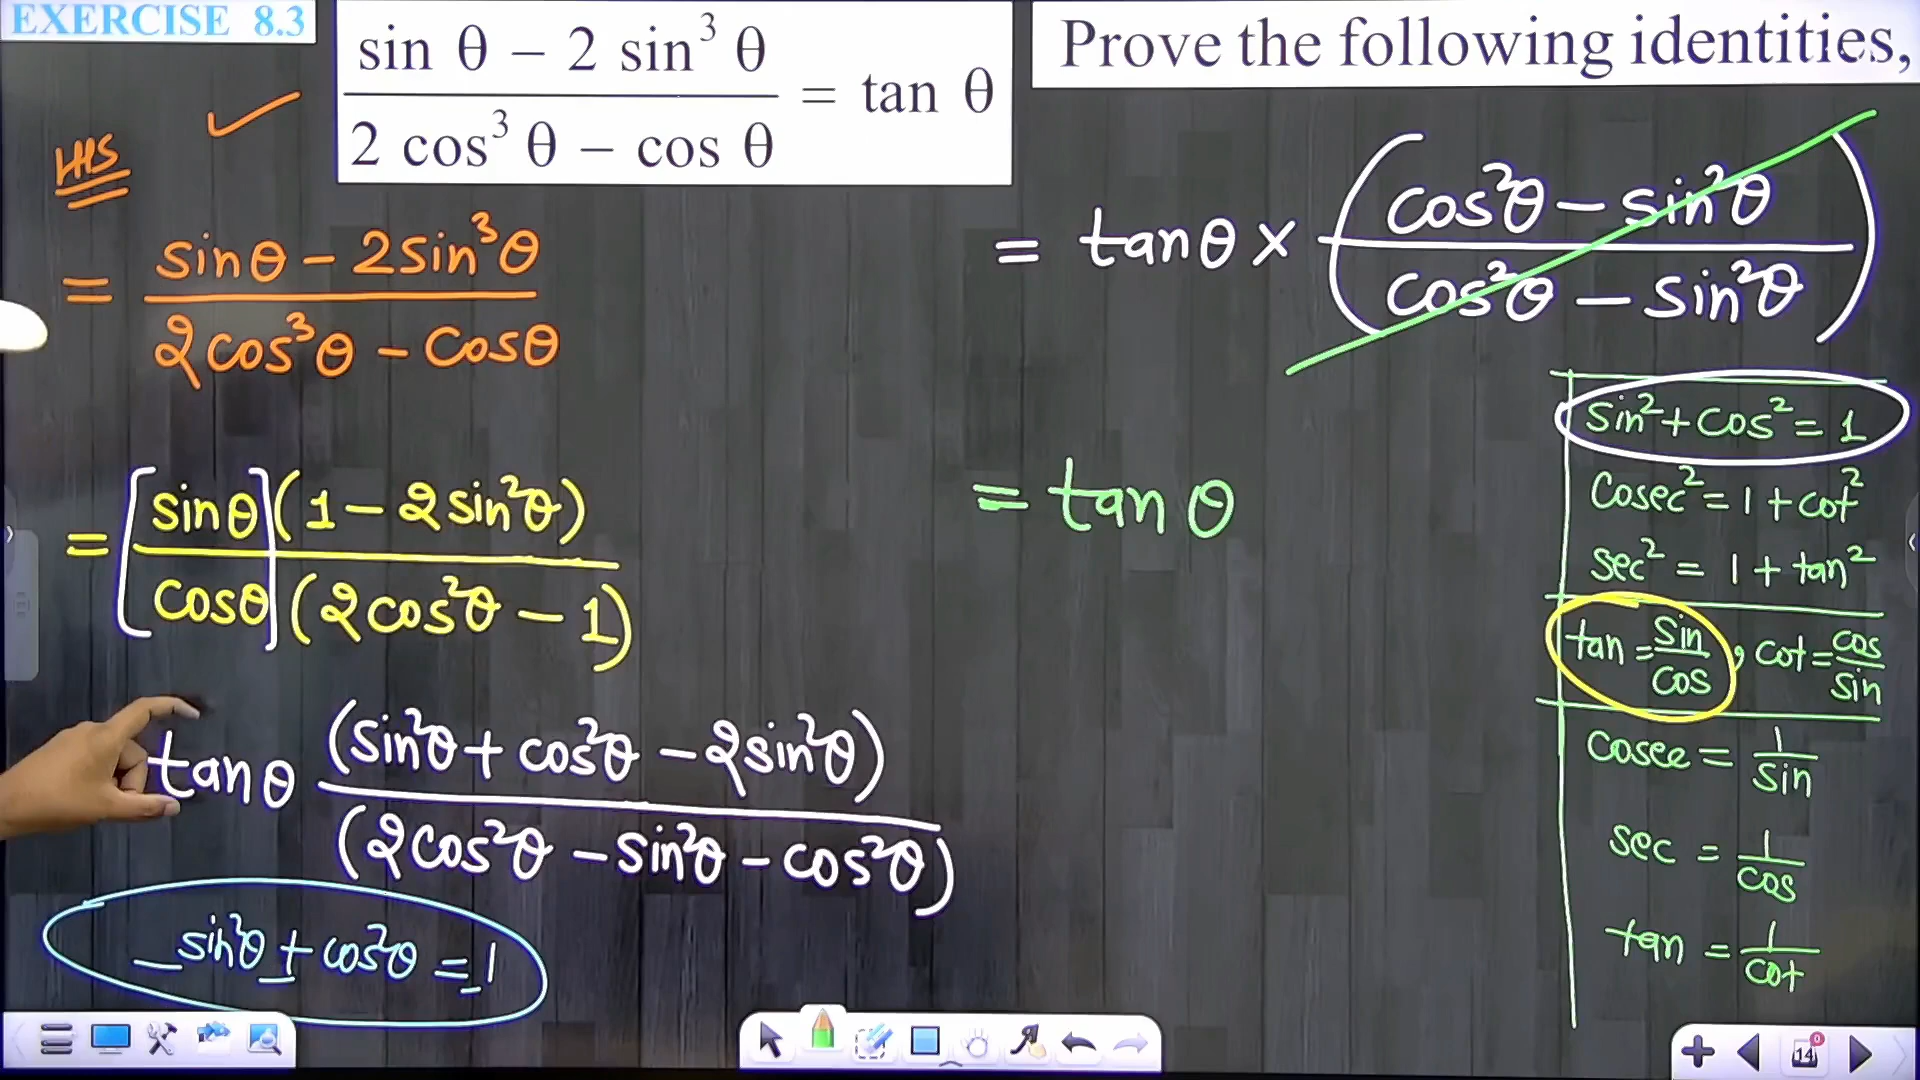 EXERCISE 8.3
sin θ – 2 sin³ θ
2 cos³ θ – cos θ
= tan θ
Prove the following identities,
LHS
= sinθ - 2sin³θ
2cos³θ - cosθ
= [sinθ] (1 - 2sin²θ)
[cosθ] (2cos²θ - 1)
tanθ (sin²θ + cos²θ - 2sin²θ)
(2cos²θ - sin²θ - cos²θ)
sin²θ + cos²θ = 1
= tanθ × (cos²θ - sin²θ)
(cos²θ - sin²θ)
= tan θ
sin² + cos² = 1
cosec² = 1 + cot²
sec² = 1 + tan²
tan = sin/cos , cot = cos/sin
cosec = 1/sin
sec = 1/cos
tan = 1/cot
14
0